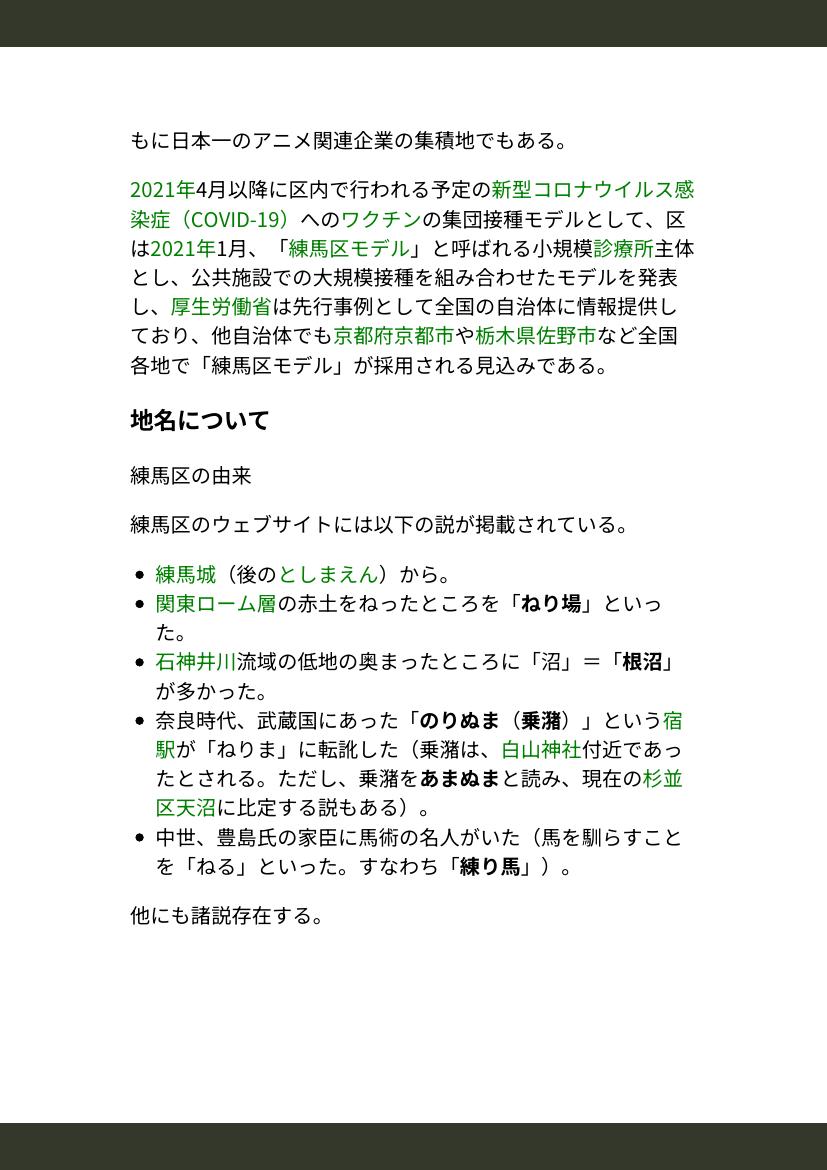 もに日本一のアニメ関連企業の集積地でもある。
2021年4月以降に区内で行われる予定の新型コロナウイルス感
染症（COVID-19）へのワクチンの集団接種モデルとして、区
は2021年1月、「練馬区モデル」と呼ばれる小規模診療所主体
とし、公共施設での大規模接種を組み合わせたモデルを発表
し、厚生労働省は先行事例として全国の自治体に情報提供し
ており、他自治体でも京都府京都市や栃木県佐野市など全国
各地で「練馬区モデル」が採用される見込みである。
地名について
練馬区の由来
練馬区のウェブサイトには以下の説が掲載されている。
• 練馬城（後のとしまえん）から。
• 関東ローム層の赤土をねったところを「ねり場」といっ
た。
• 石神井川流域の低地の奥まったところに「沼」＝「根沼」
が多かった。
• 奈良時代、武蔵国にあった「のりぬま（乗潴）」という宿
駅が「ねりま」に転訛した（乗潴は、白山神社付近であっ
たとされる。ただし、乗潴をあまぬまと読み、現在の杉並
区天沼に比定する説もある）。
• 中世、豊島氏の家臣に馬術の名人がいた（馬を馴らすこと
を「ねる」といった。すなわち「練り馬」）。
他にも諸説存在する。